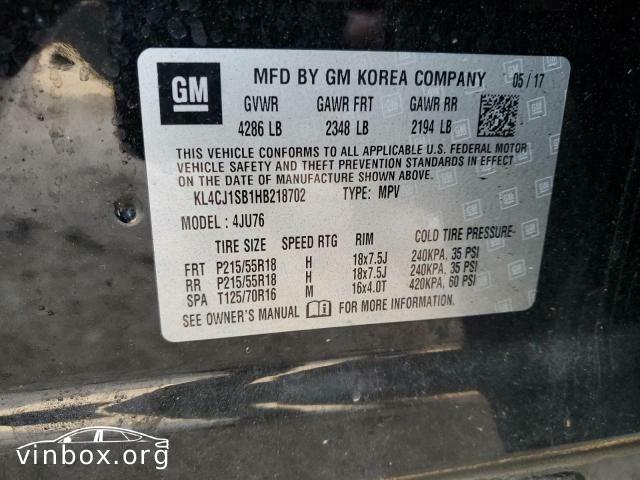 GM
MFD BY GM KOREA COMPANY 05/17
GVWR GAWR FRT GAWR RR
4286 LB 2348 LB 2194 LB
THIS VEHICLE CONFORMS TO ALL APPLICABLE U.S. FEDERAL MOTOR
VEHICLE SAFETY AND THEFT PREVENTION STANDARDS IN EFFECT
ON THE DATE OF MANUFACTURE SHOWN ABOVE.
KL4CJ1SB1HB218702 TYPE: MPV
MODEL: 4JU76
TIRE SIZE SPEED RTG RIM COLD TIRE PRESSURE
FRT P215/55R18 H 18x7.5J 240KPA, 35 PSI
RR P215/55R18 H 18x7.5J 240KPA, 35 PSI
SPA T125/70R16 M 16x4.0T 420KPA, 60 PSI
SEE OWNER'S MANUAL FOR MORE INFORMATION.
vinbox.org